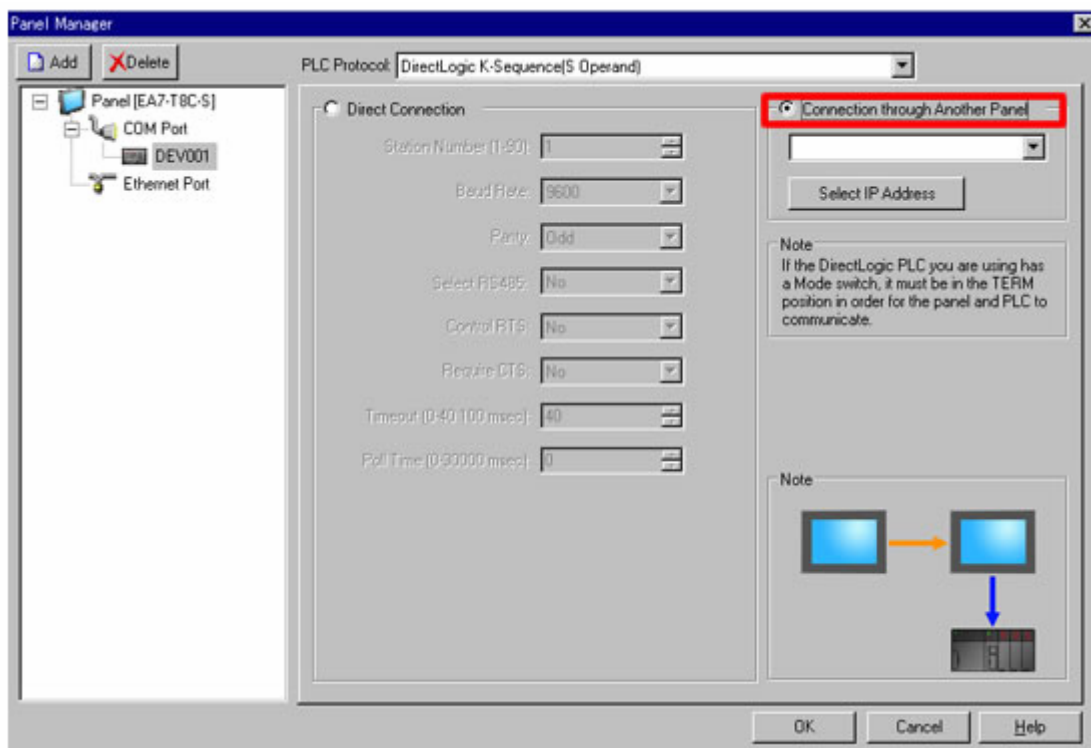 Panel Manager
Add
Delete
PLC Protocol: DirectLogic K-Sequence(S Operand)
Panel [EA7-T8C-S]
COM Port
DEV001
Ethernet Port
Direct Connection
Station Number (1-90): 1
Baud Rate: 9600
Parity: Odd
Select RS485: No
Control RTS: No
Require CTS: No
Timeout (0:40 100 msec): 40
Poll Time (0-30000 msec): 0
Connection through Another Panel
Select IP Address
Note
If the DirectLogic PLC you are using has
a Mode switch, it must be in the TERM
position in order for the panel and PLC to
communicate.
Note
OK
Cancel
Help